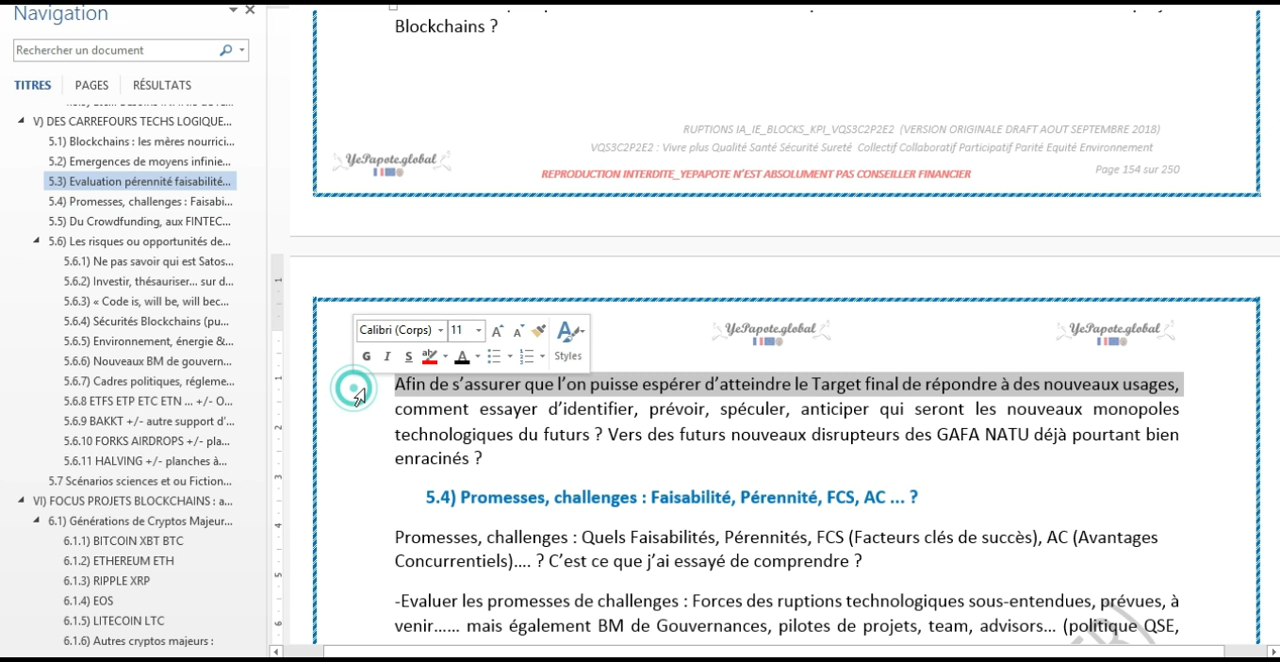 Navigation
Rechercher un document
TITRES PAGES RÉSULTATS
V) DES CARREFOURS TECHS LOGIQUE...
5.1) Blockchains : les mères nourrici...
5.2) Emergences de moyens infinie...
5.3) Evaluation pérennité faisabilité...
5.4) Promesses, challenges : Faisabi...
5.5) Du Crowdfunding, aux FINTEC...
5.6) Les risques ou opportunités de...
5.6.1) Ne pas savoir qui est Satos...
5.6.2) Investir, thésauriser... sur d...
5.6.3) « Code is, will be, will bec...
5.6.4) Sécurités Blockchains (pu...
5.6.5) Environnement, énergie &...
5.6.6) Nouveaux BM de gouvern...
5.6.7) Cadres politiques, régleme...
5.6.8 ETFS ETP ETC ETN ... +/- O...
5.6.9 BAKKT +/- autre support d'...
5.6.10 FORKS AIRDROPS +/- pla...
5.6.11 HALVING +/- planches à...
5.7 Scénarios sciences et ou Fiction...
VI) FOCUS PROJETS BLOCKCHAINS : a...
6.1) Générations de Cryptos Majeur...
6.1.1) BITCOIN XBT BTC
6.1.2) ETHEREUM ETH
6.1.3) RIPPLE XRP
6.1.4) EOS
6.1.5) LITECOIN LTC
6.1.6) Autres cryptos majeurs :
Blockchains ?
RUPTIONS IA_IE_BLOCKS_KPI_VQS3C2P2E2 (VERSION ORIGINALE DRAFT AOUT SEPTEMBRE 2018)
VQS3C2P2E2 : Vivre plus Qualité Santé Sécurité Sureté Collectif Collaboratif Participatif Parité Equité Environnement
YePapote.global
REPRODUCTION INTERDITE_YEPAPOTE N'EST ABSOLUMENT PAS CONSEILLER FINANCIER
Page 154 sur 250
YePapote.global YePapote.global
Calibri (Corps) 11
G I S Styles
Afin de s'assurer que l'on puisse espérer d'atteindre le Target final de répondre à des nouveaux usages,
comment essayer d'identifier, prévoir, spéculer, anticiper qui seront les nouveaux monopoles
technologiques du futurs ? Vers des futurs nouveaux disrupteurs des GAFA NATU déjà pourtant bien
enracinés ?
5.4) Promesses, challenges : Faisabilité, Pérennité, FCS, AC ... ?
Promesses, challenges : Quels Faisabilités, Pérennités, FCS (Facteurs clés de succès), AC (Avantages
Concurrentiels).... ? C'est ce que j'ai essayé de comprendre ?
-Evaluer les promesses de challenges : Forces des ruptions technologiques sous-entendues, prévues, à
venir...... mais également BM de Gouvernances, pilotes de projets, team, advisors... (politique QSE,